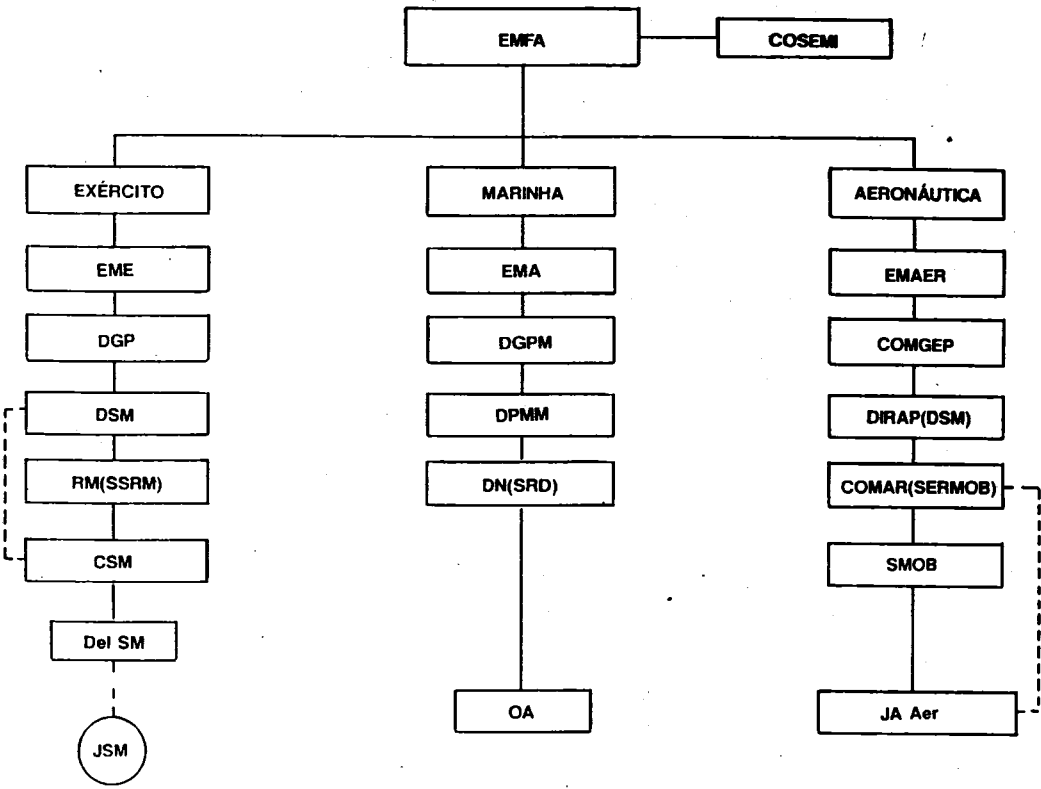 EMFA
COSEMI
EXÉRCITO
MARINHA
AERONÁUTICA
EME
EMA
EMAER
DGP
DGPM
COMGEP
DSM
DPMM
DIRAP(DSM)
RM(SSRM)
DN(SRD)
COMAR(SERMOB)
CSM
SMOB
Del SM
OA
JA Aer
JSM